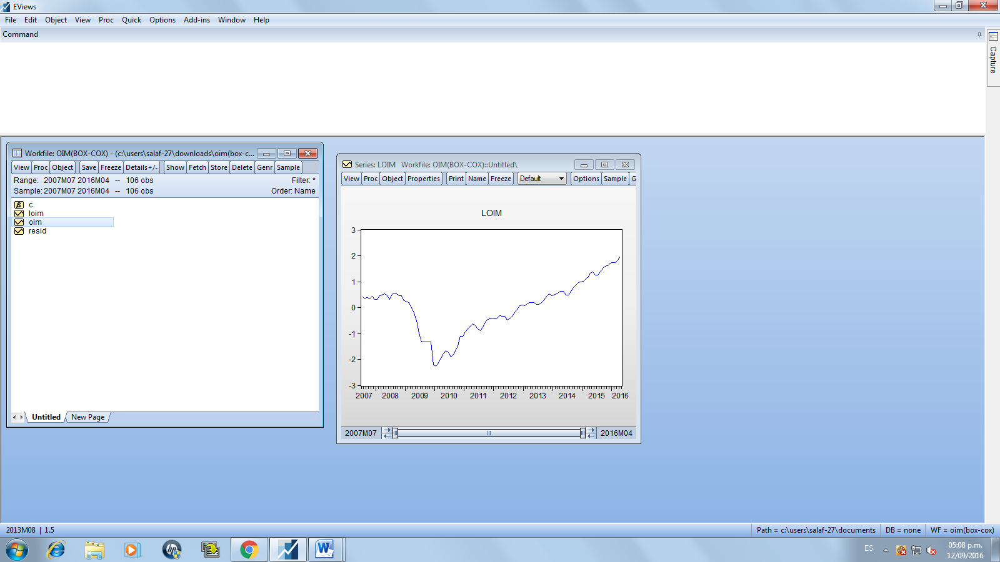 EViews
File Edit Object View Proc Quick Options Add-ins Window Help
Command
Capture
Workfile: OIM(BOX-COX) - (c:\users\salaf-27\downloads\oim(box-c...
View Proc Object Save Freeze Details+/- Show Fetch Store Delete Genr Sample
Range: 2007M07 2016M04 -- 106 obs Filter: *
Sample: 2007M07 2016M04 -- 106 obs Order: Name
β c
loim
oim
resid
Untitled New Page
Series: LOIM Workfile: OIM(BOX-COX)::Untitled\
View Proc Object Properties Print Name Freeze Default Options Sample G
LOIM
3
2
1
0
-1
-2
-3
2007 2008 2009 2010 2011 2012 2013 2014 2015 2016
2007M07 2016M04
2013M08 | 1.5 Path = c:\users\salaf-27\documents DB = none WF = oim(box-cox)
ES
05:08 p.m.
12/09/2016